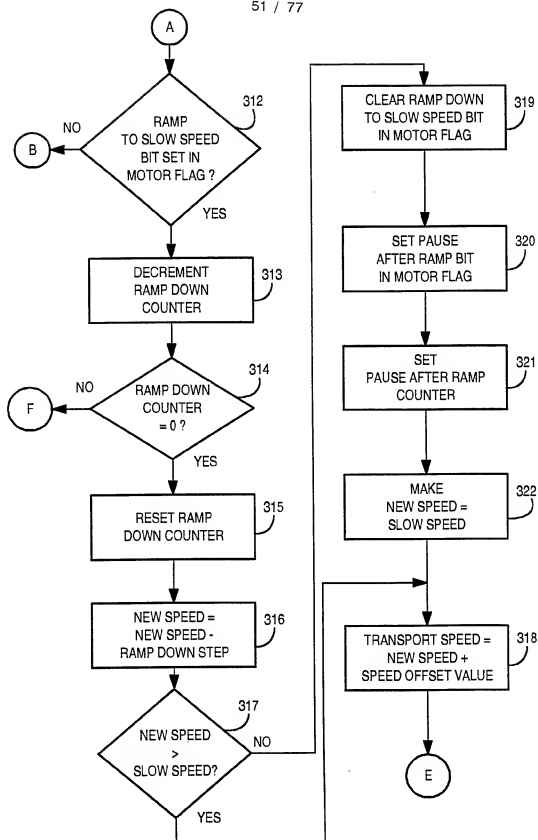 51 / 77
A
312
RAMP
TO SLOW SPEED
BIT SET IN
MOTOR FLAG ?
NO
B
YES
DECREMENT
RAMP DOWN
COUNTER
313
314
RAMP DOWN
COUNTER
= 0 ?
NO
F
YES
RESET RAMP
DOWN COUNTER
315
NEW SPEED =
NEW SPEED -
RAMP DOWN STEP
316
317
NEW SPEED
>
SLOW SPEED?
NO
YES
CLEAR RAMP DOWN
TO SLOW SPEED BIT
IN MOTOR FLAG
319
SET PAUSE
AFTER RAMP BIT
IN MOTOR FLAG
320
SET
PAUSE AFTER RAMP
COUNTER
321
MAKE
NEW SPEED =
SLOW SPEED
322
TRANSPORT SPEED =
NEW SPEED +
SPEED OFFSET VALUE
318
E